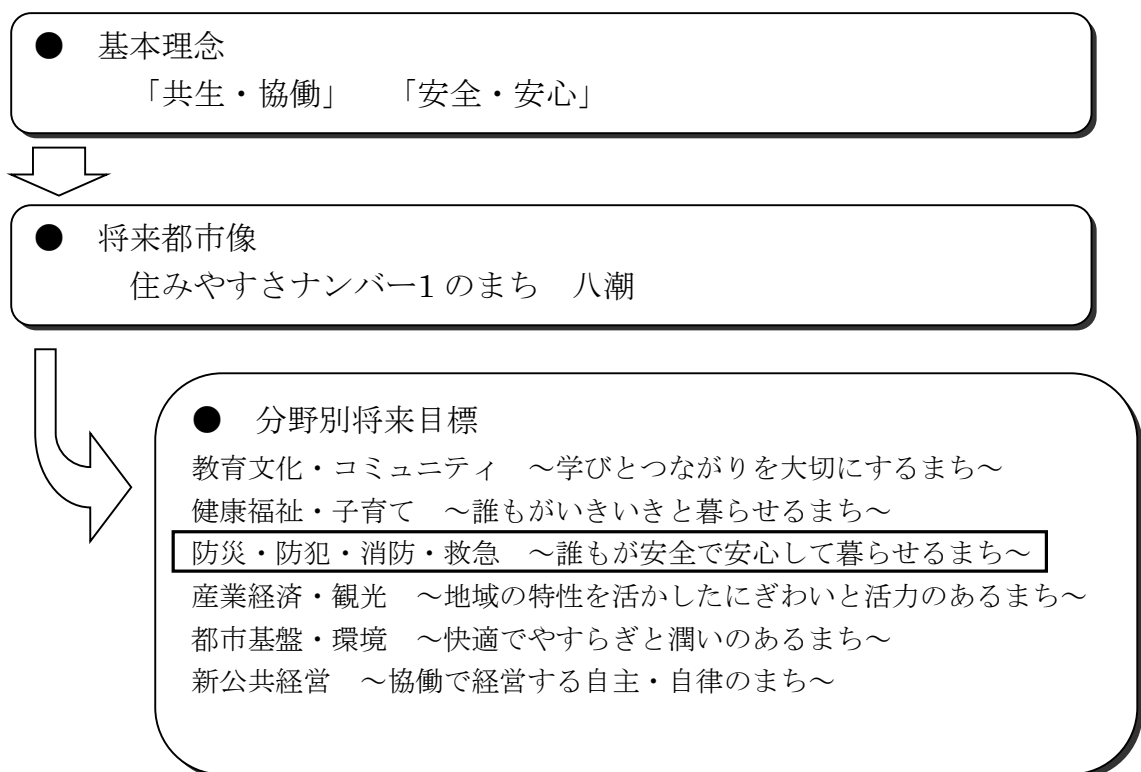 ● 基本理念
「共生・協働」　「安全・安心」
● 将来都市像
住みやすさナンバー1 のまち　八潮
● 分野別将来目標
教育文化・コミュニティ　～学びとつながりを大切にするまち～
健康福祉・子育て　～誰もがいきいきと暮らせるまち～
防災・防犯・消防・救急　～誰もが安全で安心して暮らせるまち～
産業経済・観光　～地域の特性を活かしたにぎわいと活力のあるまち～
都市基盤・環境　～快適でやすらぎと潤いのあるまち～
新公共経営　～協働で経営する自主・自律のまち～